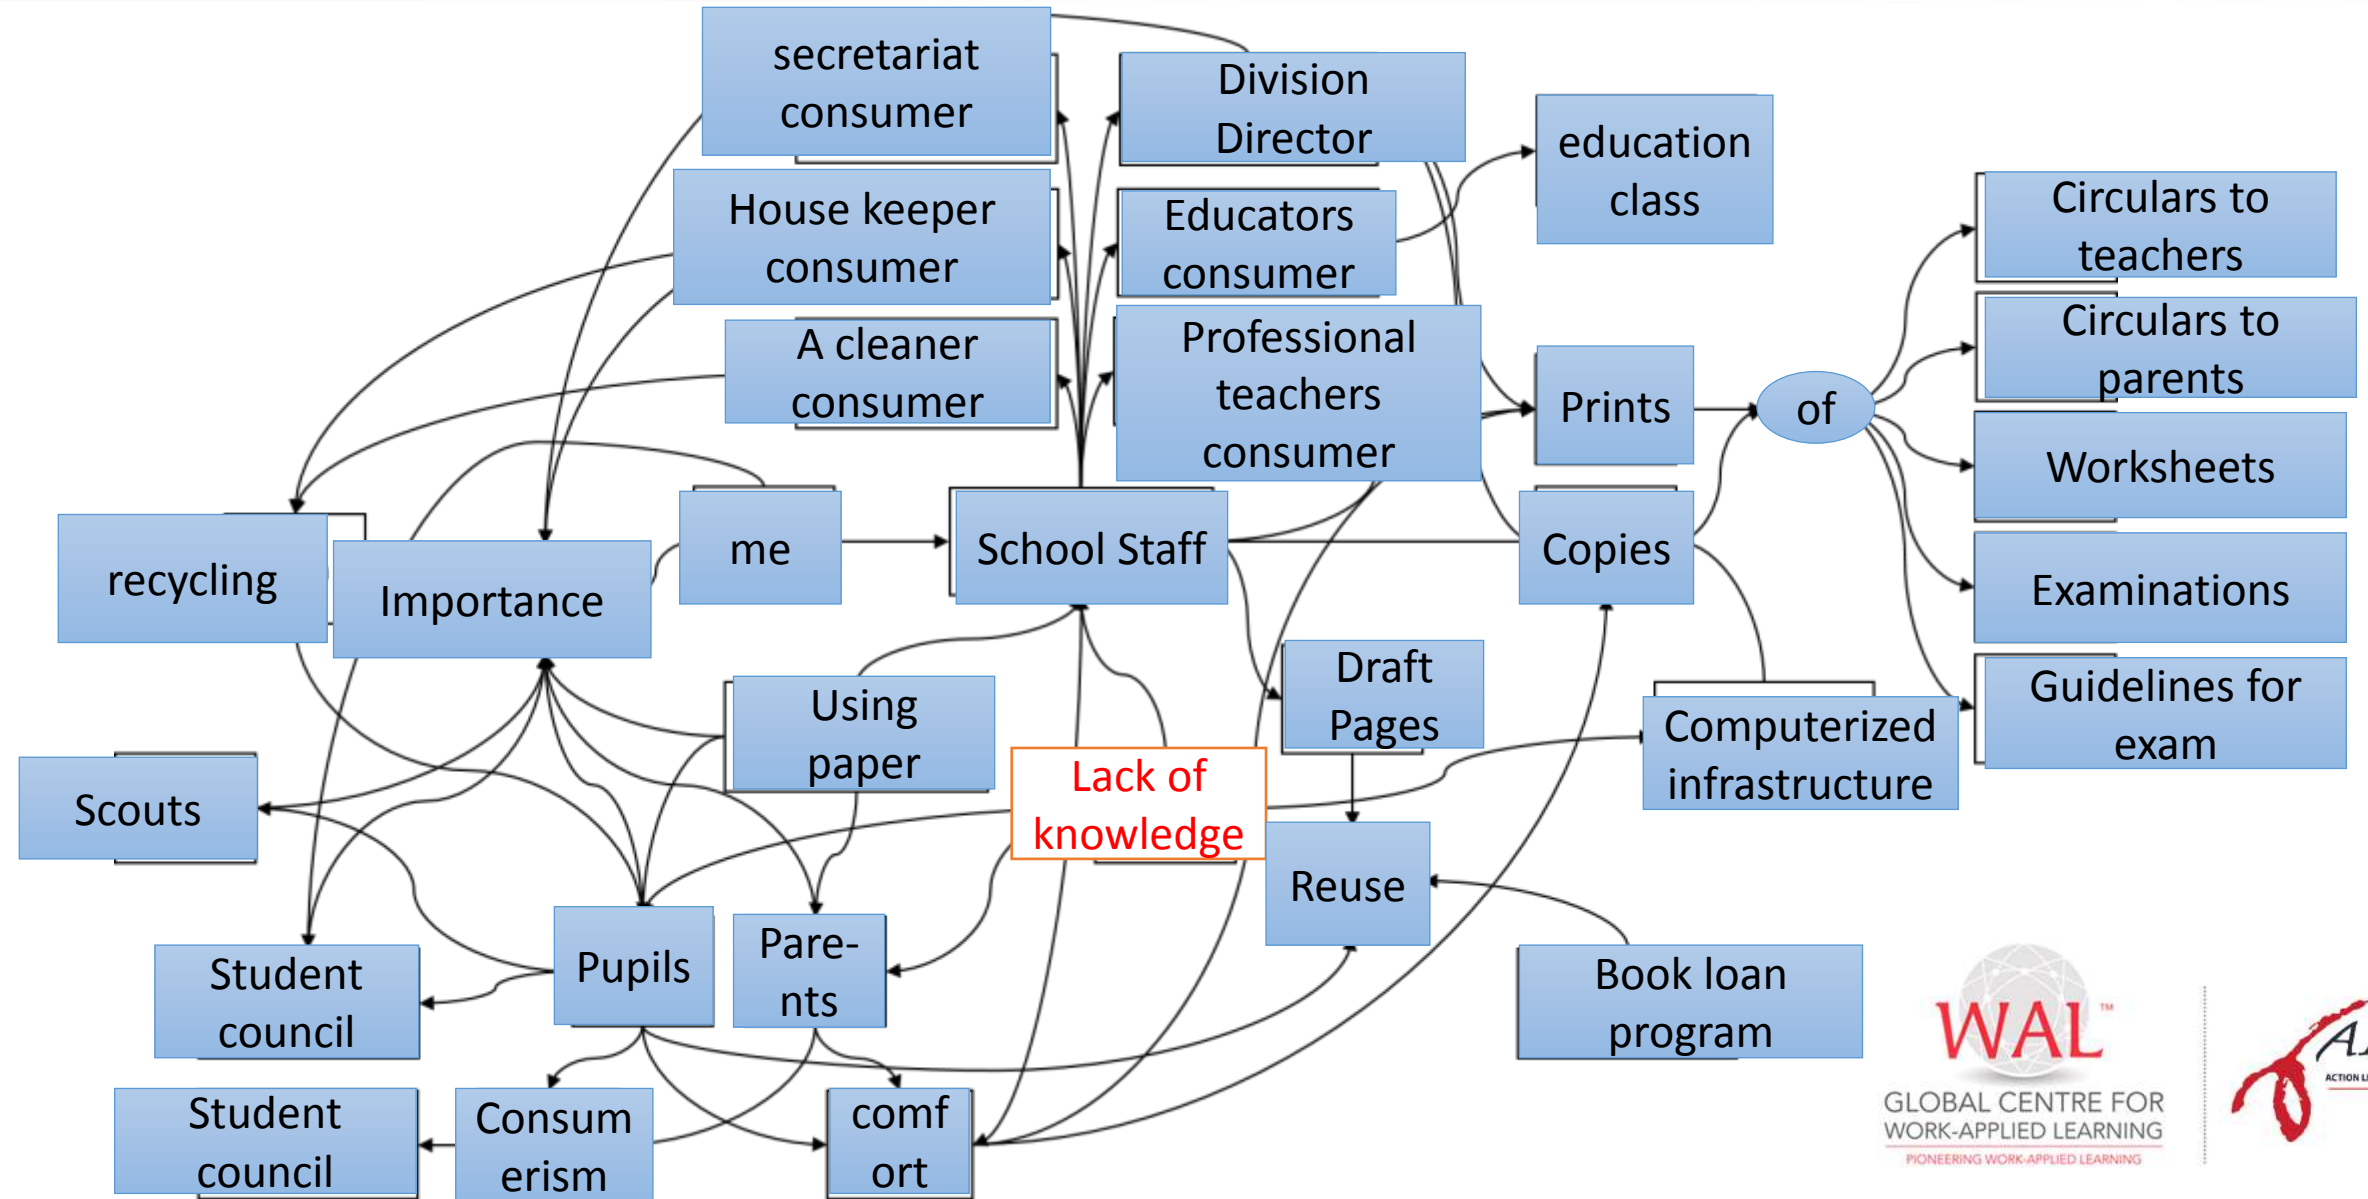 secretariat
consumer
Division
Director
education
class
House keeper
consumer
Educators
consumer
Circulars to
teachers
A cleaner
consumer
Professional
teachers
consumer
Prints
of
Circulars to
parents
Worksheets
recycling
Importance
me
School Staff
Copies
Examinations
Using
paper
Draft
Pages
Computerized
infrastructure
Guidelines for
exam
Scouts
Lack of
knowledge
Reuse
Student
council
Pupils
Pare-
nts
Book loan
program
Student
council
Consum
erism
comf
ort
WAL™
GLOBAL CENTRE FOR
WORK-APPLIED LEARNING
PIONEERING WORK-APPLIED LEARNING